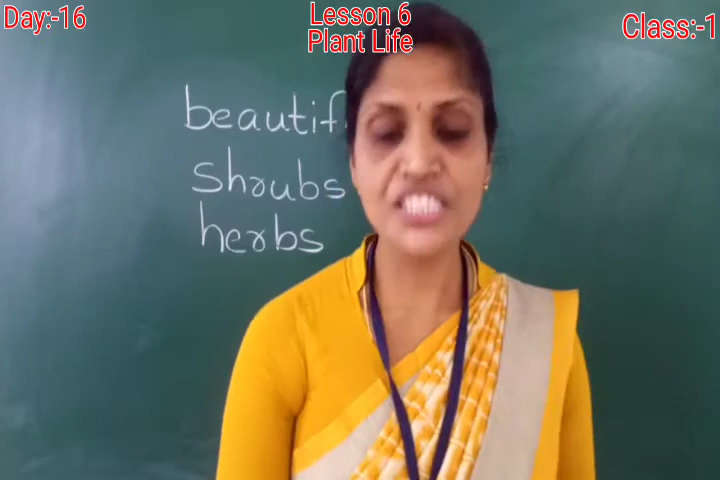 Day:-16
Lesson 6
Plant Life
Class:-1
shrubs
herbs